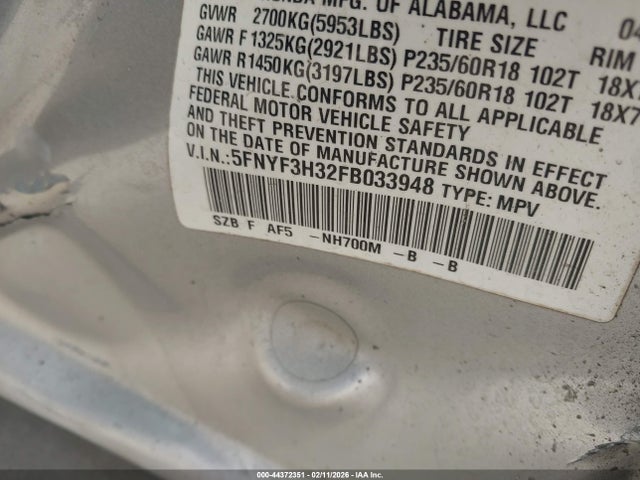 MFG. OF ALABAMA, LLC 04
GVWR 2700KG(5953LBS) TIRE SIZE RIM
GAWR F 1325KG(2921LBS) P235/60R18 102T 18X7
GAWR R1450KG(3197LBS) P235/60R18 102T 18X7
THIS VEHICLE CONFORMS TO ALL APPLICABLE
FEDERAL MOTOR VEHICLE SAFETY
AND THEFT PREVENTION STANDARDS IN EFFECT
ON THE DATE OF MANUFACTURE SHOWN ABOVE.
V.I.N.:5FNYF3H32FB033948 TYPE: MPV
SZB F AF5 -NH700M -B -B
000-44372351 - 02/11/2026 - IAA Inc.